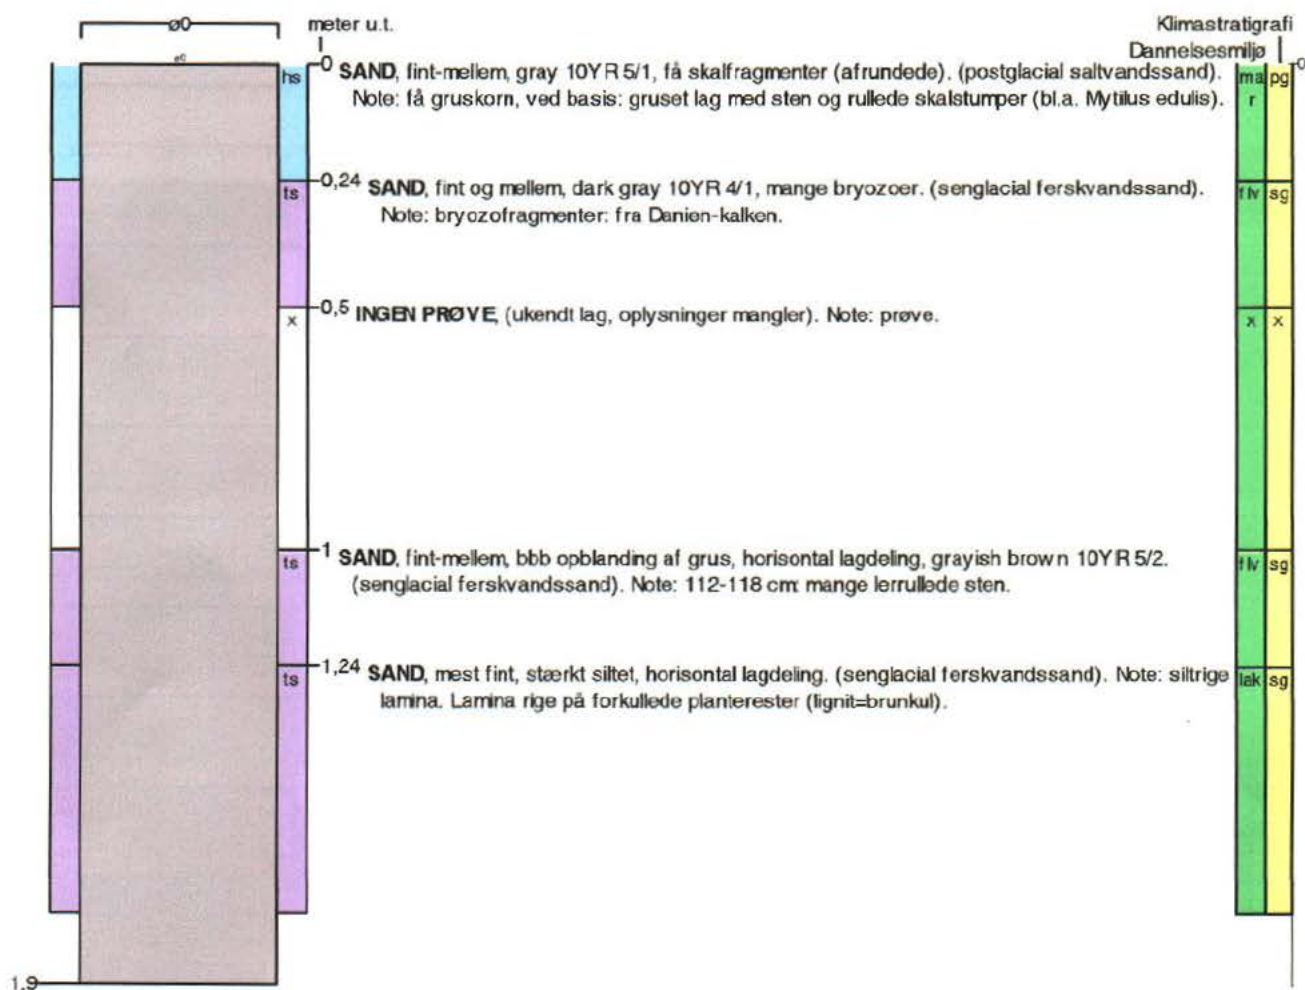 ø0 meter u.t. Klimastratigrafi
Dannelsesmiljø
ø0
hs 0 SAND, fint-mellem, gray 10YR 5/1, få skalfragmenter (afrundede). (postglacial saltvandssand). ma pg 0
Note: få gruskorn, ved basis: gruset lag med sten og rullede skalstumper (bl.a. Mytilus edulis). r
ts 0,24 SAND, fint og mellem, dark gray 10YR 4/1, mange bryozoer. (senglacial ferskvandssand). flv sg
Note: bryozofragmenter: fra Danien-kalken.
x 0,5 INGEN PRØVE, (ukendt lag, oplysninger mangler). Note: prøve. x x
ts 1 SAND, fint-mellem, bbb opblanding af grus, horisontal lagdeling, grayish brown 10YR 5/2. flv sg
(senglacial ferskvandssand). Note: 112-118 cm: mange lerrullede sten.
ts 1,24 SAND, mest fint, stærkt siltet, horisontal lagdeling. (senglacial ferskvandssand). Note: siltrige lak sg
lamina. Lamina rige på forkullede planterester (lignit=brunkul).
1,9